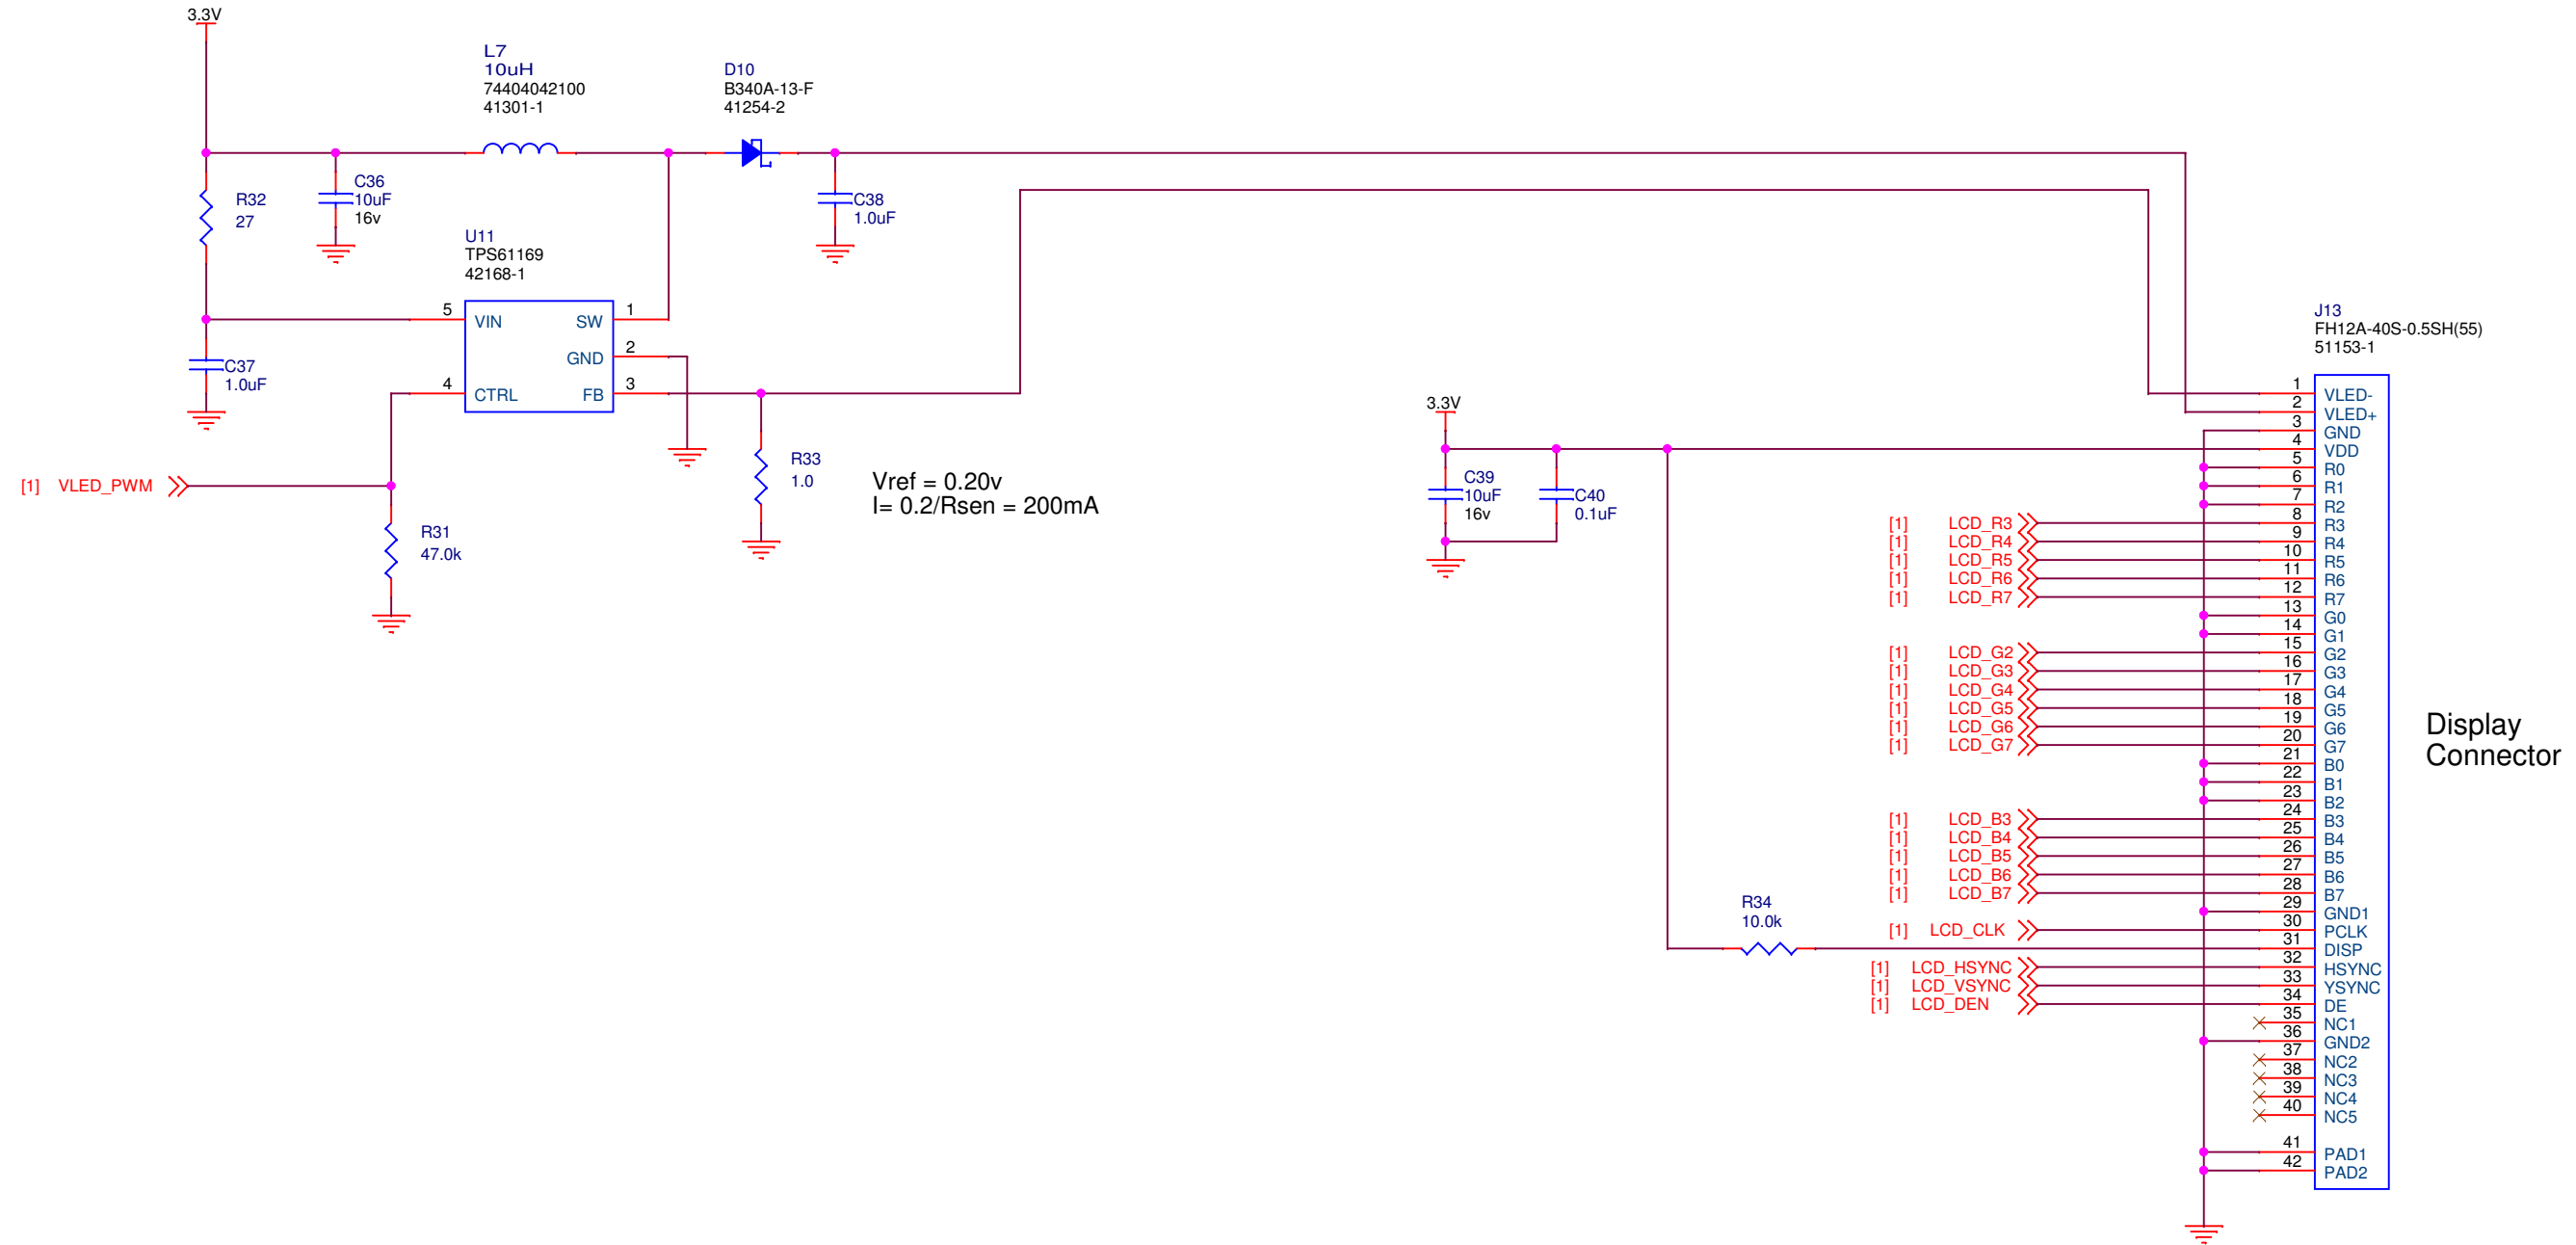 3.3V
L7
10uH
74404042100
41301-1
D10
B340A-13-F
41254-2
R32
27
C36
10uF
16v
C38
1.0uF
U11
TPS61169
42168-1
5 VIN
SW 1
GND 2
4 CTRL
FB 3
C37
1.0uF
[1] VLED_PWM
R31
47.0k
R33
1.0
Vref = 0.20v
I= 0.2/Rsen = 200mA
3.3V
C39
10uF
16v
C40
0.1uF
R34
10.0k
J13
FH12A-40S-0.5SH(55)
51153-1
1 VLED-
2 VLED+
3 GND
4 VDD
5 R0
6 R1
7 R2
[1] LCD_R3 8 R3
[1] LCD_R4 9 R4
[1] LCD_R5 10 R5
[1] LCD_R6 11 R6
[1] LCD_R7 12 R7
13 G0
14 G1
[1] LCD_G2 15 G2
[1] LCD_G3 16 G3
[1] LCD_G4 17 G4
[1] LCD_G5 18 G5
[1] LCD_G6 19 G6
[1] LCD_G7 20 G7
21 B0
22 B1
23 B2
[1] LCD_B3 24 B3
[1] LCD_B4 25 B4
[1] LCD_B5 26 B5
[1] LCD_B6 27 B6
[1] LCD_B7 28 B7
29 GND1
[1] LCD_CLK 30 PCLK
31 DISP
[1] LCD_HSYNC 32 HSYNC
[1] LCD_VSYNC 33 YSYNC
[1] LCD_DEN 34 DE
35 NC1
36 GND2
37 NC2
38 NC3
39 NC4
40 NC5
41 PAD1
42 PAD2
Display
Connector